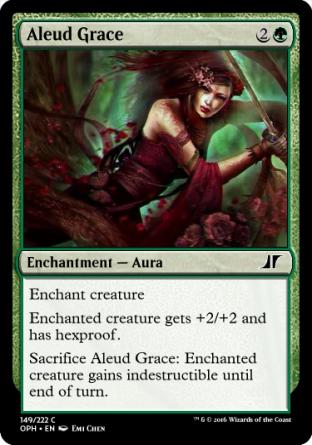 Aleud Grace 2
Enchantment — Aura
Enchant creature
Enchanted creature gets +2/+2 and
has hexproof.
Sacrifice Aleud Grace: Enchanted
creature gains indestructible until
end of turn.
149/222 C
OPH • EN Emi Chen
™ & © 2016 Wizards of the Coast